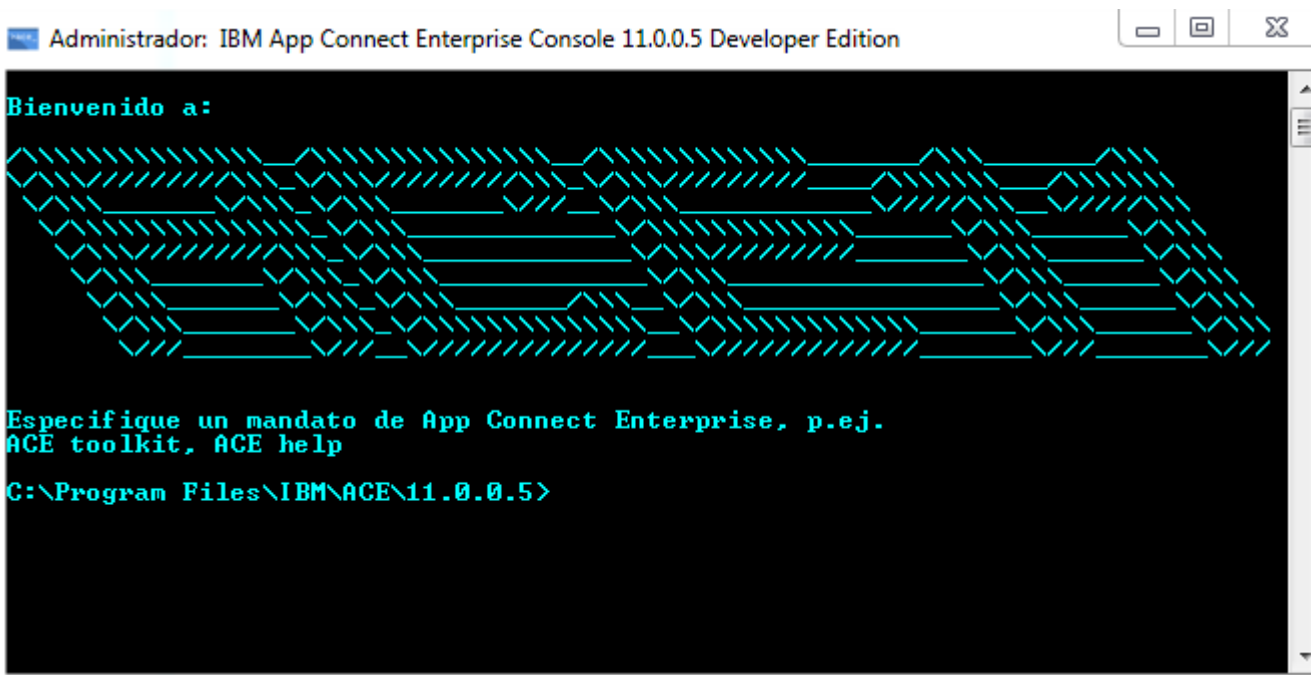 Administrador: IBM App Connect Enterprise Console 11.0.0.5 Developer Edition
Bienvenido a:
Especifique un mandato de App Connect Enterprise, p.ej.
ACE toolkit, ACE help
C:\Program Files\IBM\ACE\11.0.0.5>